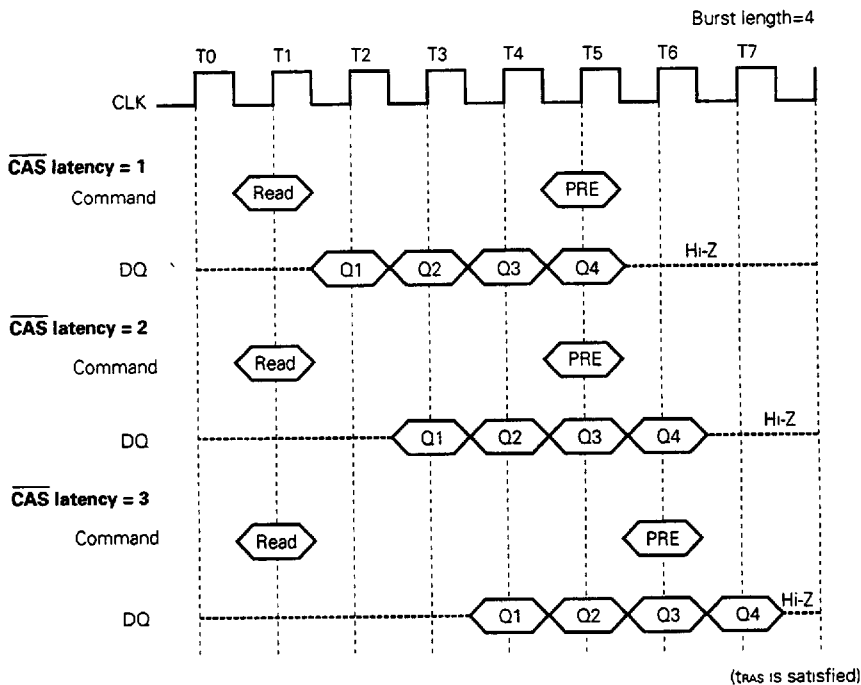 Burst length=4
T0 T1 T2 T3 T4 T5 T6 T7
CLK
CAS latency = 1
Command Read PRE
Hi-Z
DQ Q1 Q2 Q3 Q4
CAS latency = 2
Command Read PRE
Hi-Z
DQ Q1 Q2 Q3 Q4
CAS latency = 3
Command Read PRE
Hi-Z
DQ Q1 Q2 Q3 Q4
(tRAS is satisfied)